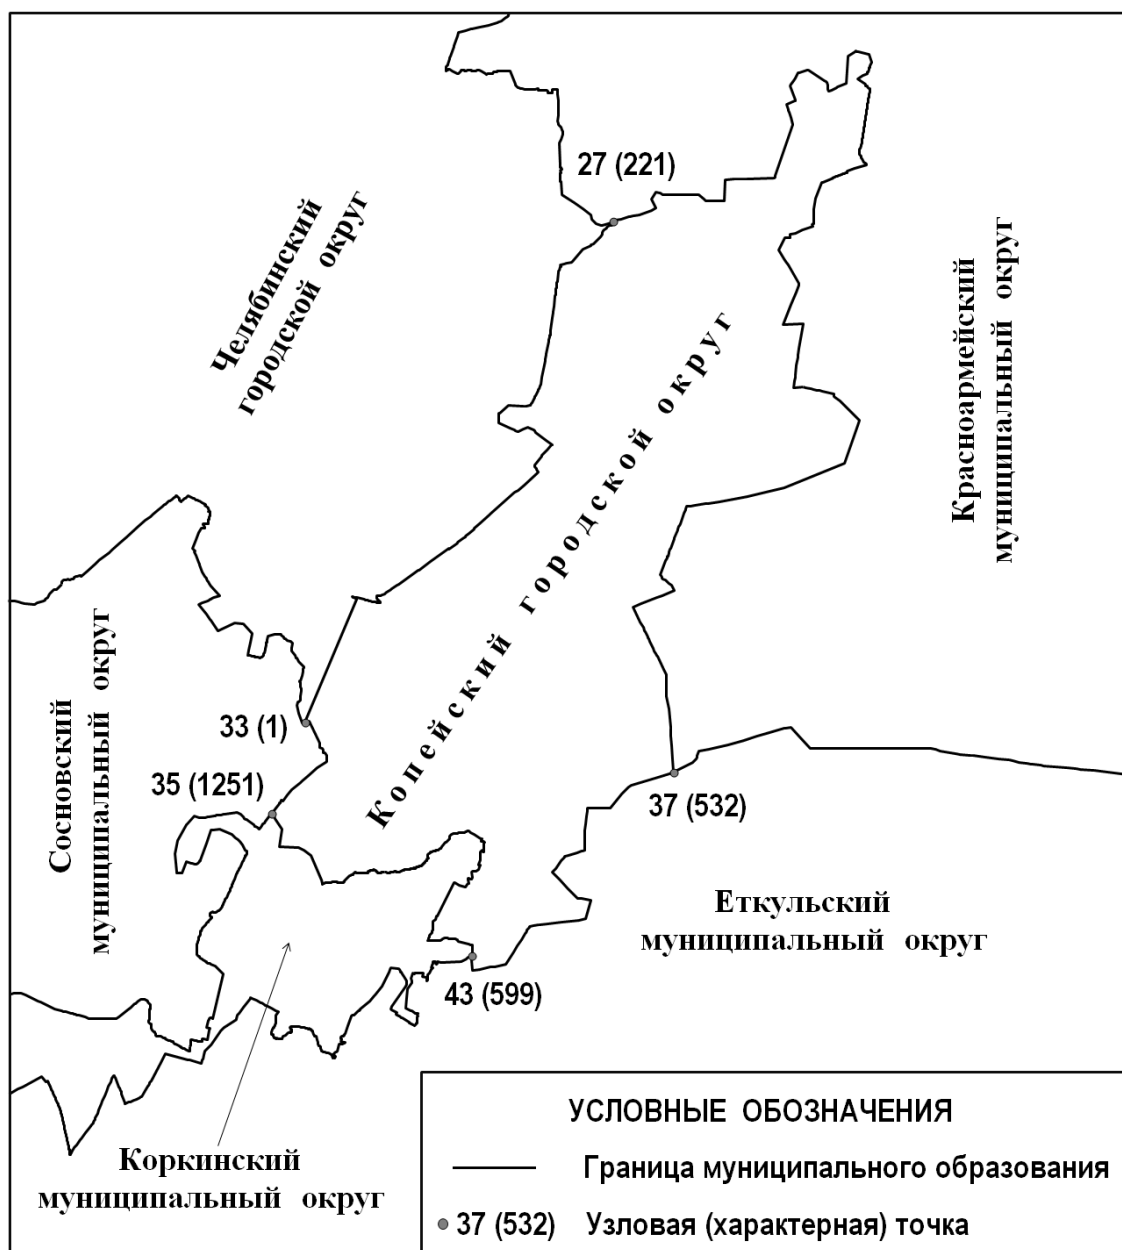 27 (221)
Челябинский
городской округ
Красноармейский
муниципальный округ
Копейский городской округ
Сосновский
муниципальный округ
33 (1)
35 (1251)
37 (532)
Еткульский
муниципальный округ
43 (599)
Коркинский
муниципальный округ
УСЛОВНЫЕ ОБОЗНАЧЕНИЯ
Граница муниципального образования
37 (532) Узловая (характерная) точка